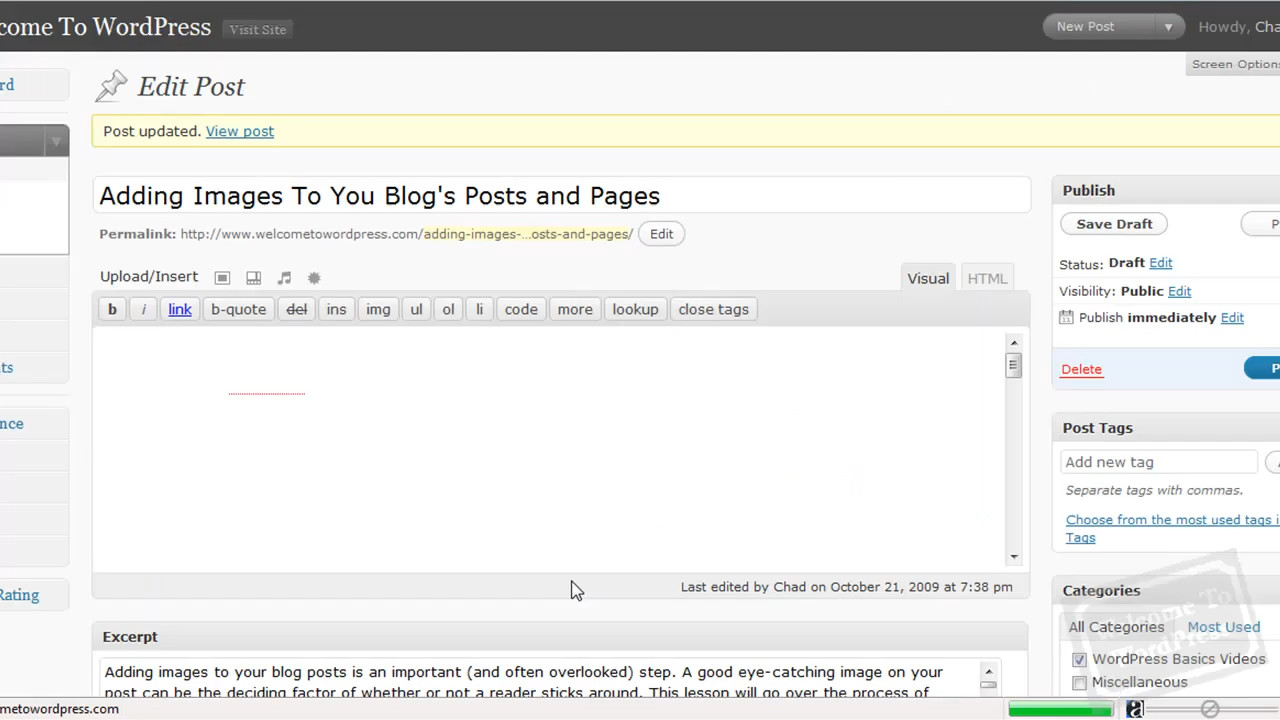 come To WordPress Visit Site New Post Howdy, Cha
rd Edit Post Screen Option
Post updated. View post
Adding Images To You Blog's Posts and Pages
Permalink: http://www.welcometowordpress.com/adding-images-...osts-and-pages/ Edit
Upload/Insert Visual HTML
b i link b-quote del ins img ul ol li code more lookup close tags
Publish
Save Draft P
Status: Draft Edit
Visibility: Public Edit
Publish immediately Edit
Delete P
ts
nce
Rating
Post Tags
Add new tag
Separate tags with commas.
Choose from the most used tags i
Tags
Last edited by Chad on October 21, 2009 at 7:38 pm
Categories
All Categories Most Used
WordPress Basics Videos
Miscellaneous
Welcome To
WordPress
Excerpt
Adding images to your blog posts is an important (and often overlooked) step. A good eye-catching image on your
post can be the deciding factor of whether or not a reader sticks around. This lesson will go over the process of
metowordpress.com